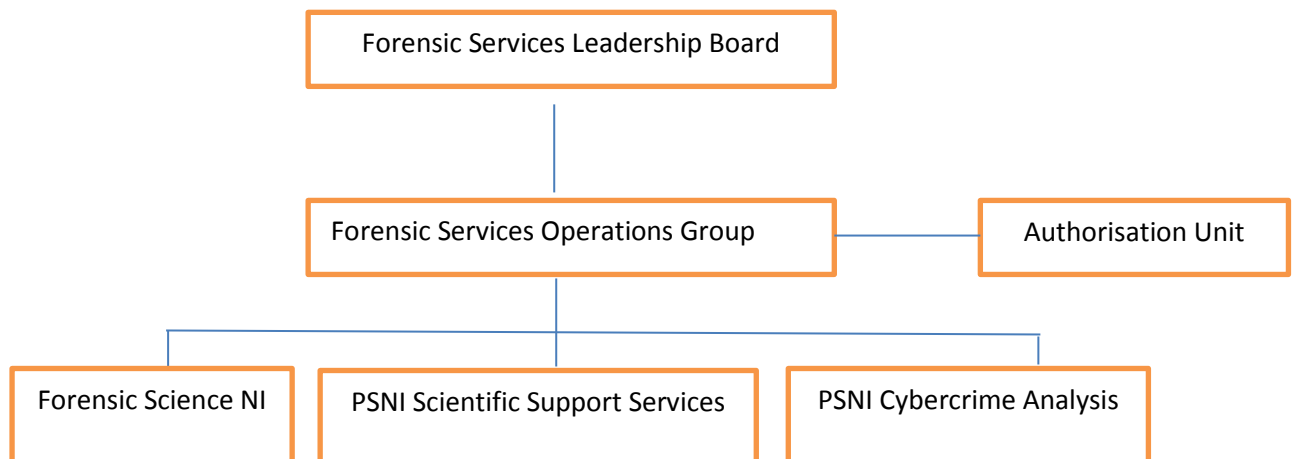 Forensic Services Leadership Board
Forensic Services Operations Group
Authorisation Unit
Forensic Science NI
PSNI Scientific Support Services
PSNI Cybercrime Analysis